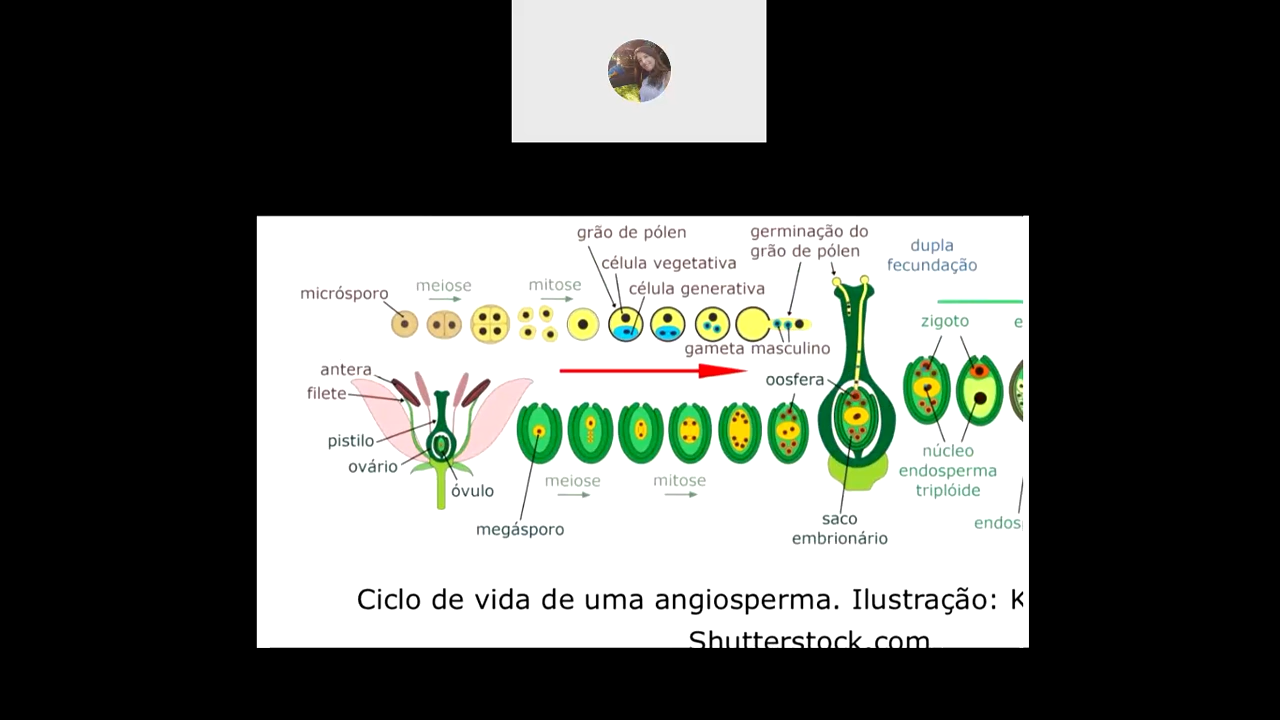 grão de pólen
germinação do
grão de pólen
dupla
fecundação
célula vegetativa
meiose
mitose
célula generativa
micrósporo
zigoto
gameta masculino
antera
oosfera
filete
pistilo
núcleo
ovário
endosperma
triplóide
meiose
mitose
óvulo
saco
embrionário
megásporo
endos
Ciclo de vida de uma angiosperma. Ilustração: K
Shutterstock.com